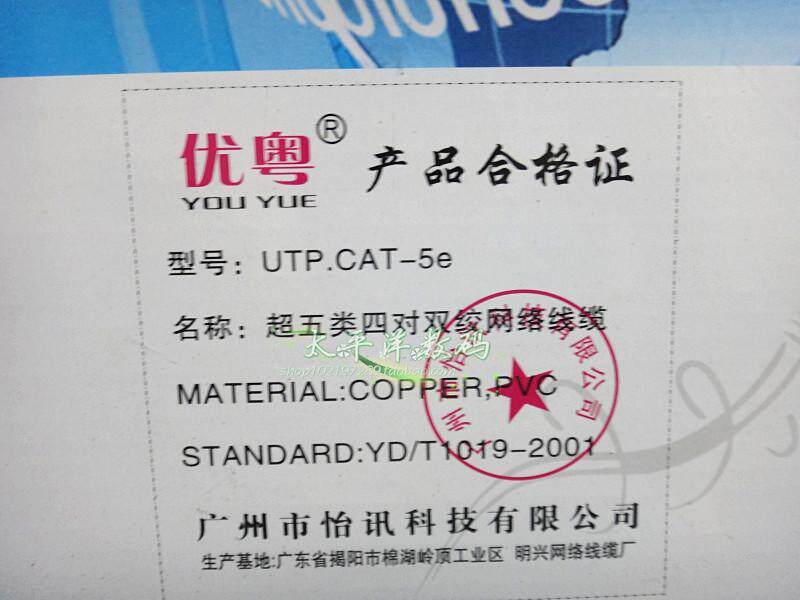 优粤®
YOU YUE
产品合格证
型号：UTP.CAT-5e
名称：超五类四对双绞网络线缆
太平洋数码
MATERIAL:COPPER,PVC
STANDARD:YD/T1019-2001
广州市怡讯科技有限公司
生产基地:广东省揭阳市棉湖岭顶工业区 明兴网络线缆厂